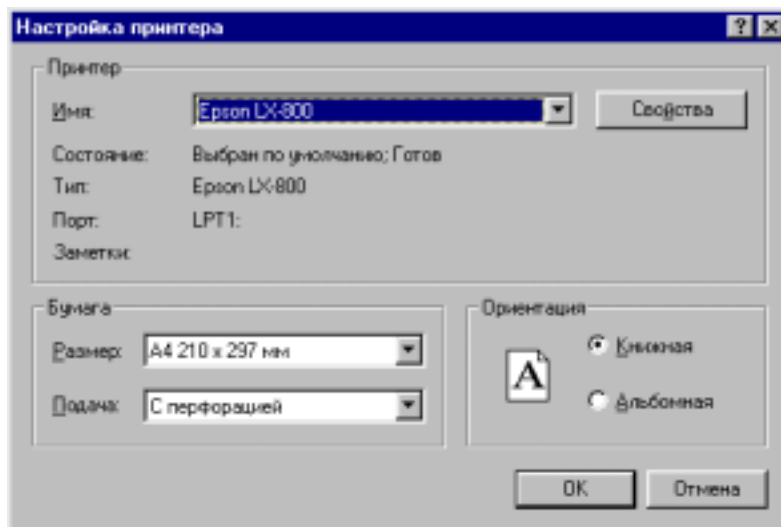 Настройка принтера
Принтер
Имя: Epson LX-800 Свойства
Состояние: Выбран по умолчанию; Готов
Тип: Epson LX-800
Порт: LPT1:
Заметки:
Бумага
Размер: A4 210 x 297 мм
Подача: С перфорацией
Ориентация
A
Книжная
Альбомная
OK Отмена